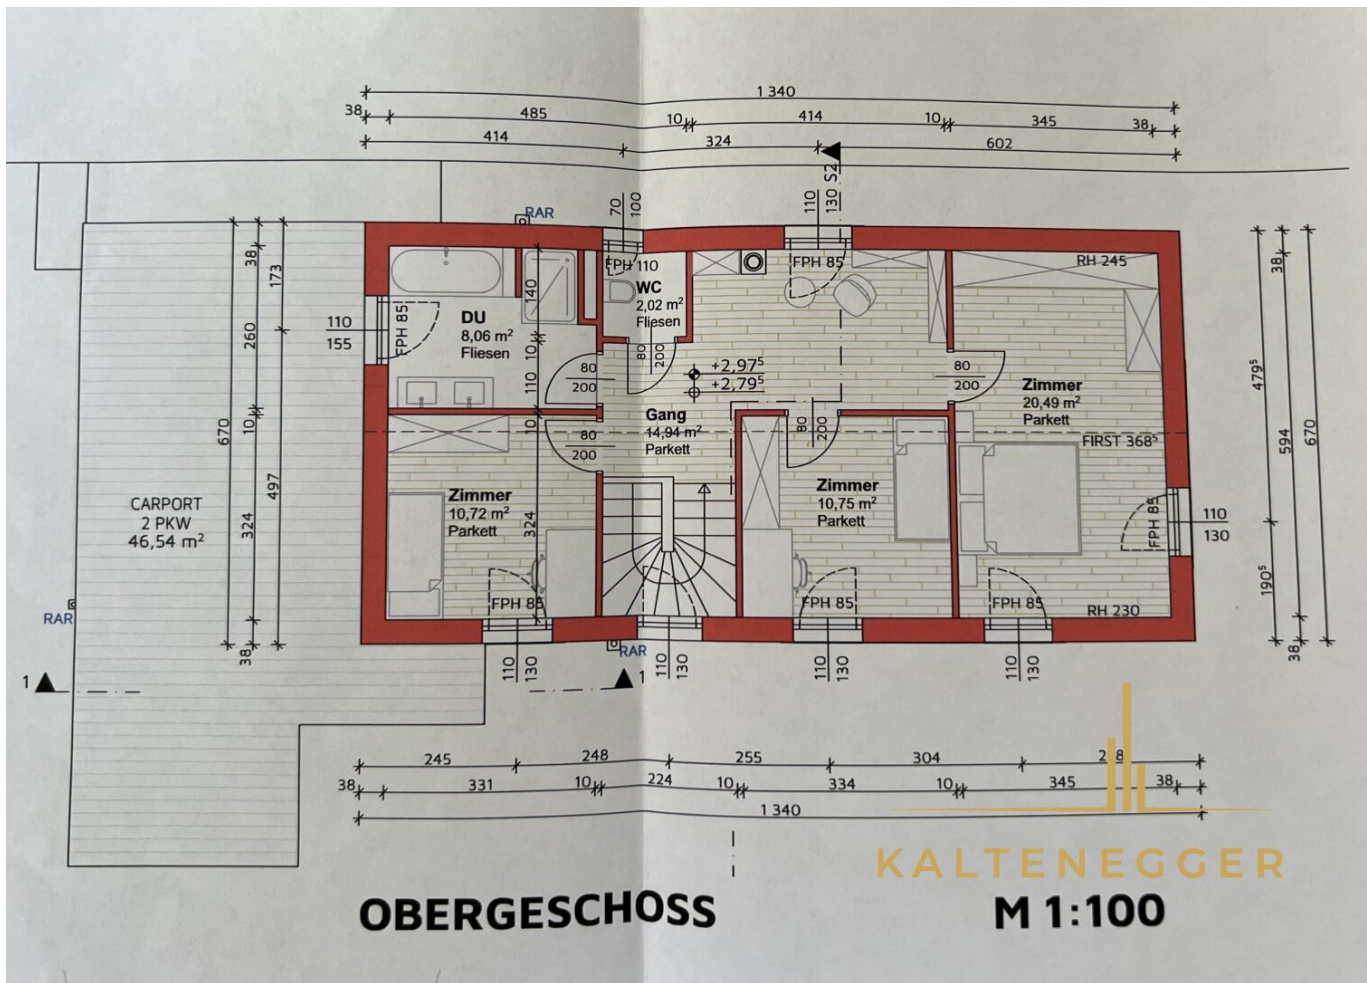 1 340
38
485
10
414
10
345
38
414
324
602
S2
RAR
70
100
110
130
38
173
260
670
10
497
324
38
110
155
FPH 85
DU
8,06 m²
Fliesen
140
10
110
10
324
FPH 110
WC
2,02 m²
Fliesen
80
200
FPH 85
RH 245
80
200
+2,97⁵
+2,79⁵
80
200
Zimmer
20,49 m²
Parkett
Gang
14,94 m²
Parkett
80
200
80
200
FIRST 368⁵
Zimmer
10,72 m²
Parkett
Zimmer
10,75 m²
Parkett
CARPORT
2 PKW
46,54 m²
FPH 85
110
130
38
479⁵
594
670
190⁵
38
RAR
FPH 85
FPH 85
FPH 85
RH 230
RAR
110
130
110
130
110
130
110
130
1
1
245
248
255
304
38
331
10
224
10
334
10
345
38
1 340
KALTENEGGER
OBERGESCHOSS
M 1:100